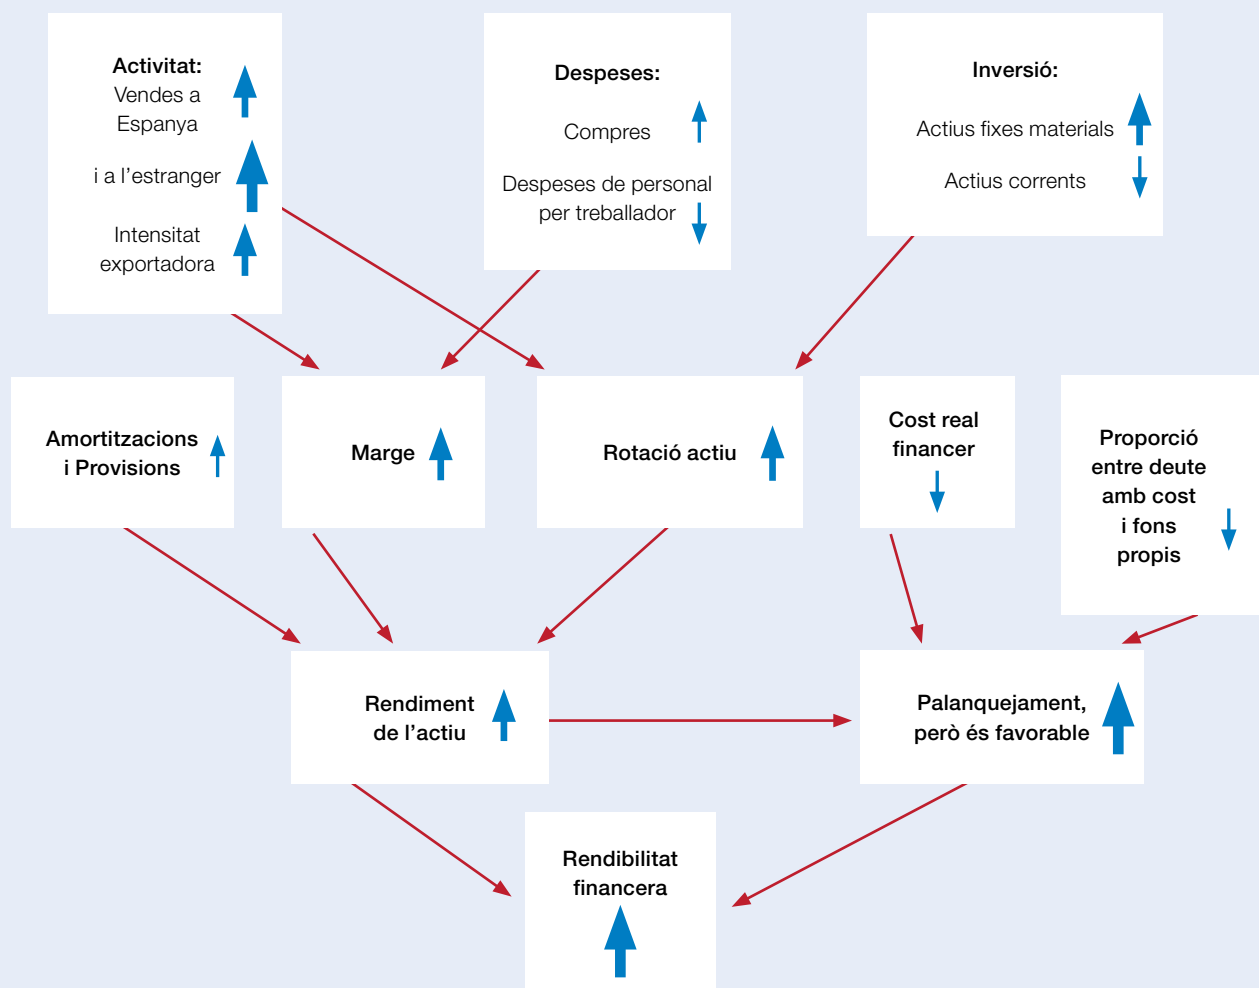 Activitat:
Vendes a
Espanya
i a l'estranger
Intensitat
exportadora
Despeses:
Compres
Despeses de personal
per treballador
Inversió:
Actius fixes materials
Actius corrents
Amortitzacions
i Provisions
Marge
Rotació actiu
Cost real
financer
Proporció
entre deute
amb cost
i fons
propis
Rendiment
de l'actiu
Palanquejament,
però és favorable
Rendibilitat
financera